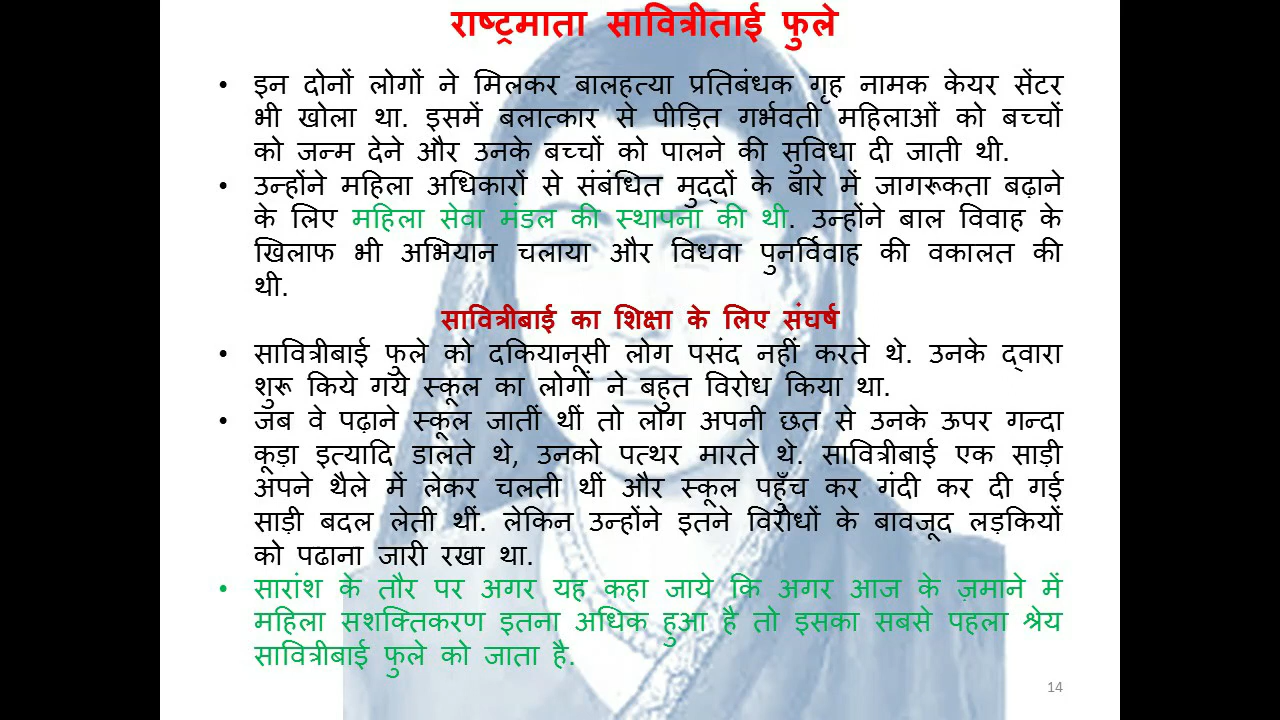 राष्ट्रमाता सावित्रीताई फुले
• इन दोनों लोगों ने मिलकर बालहत्या प्रतिबंधक गृह नामक केयर सेंटर
भी खोला था. इसमें बलात्कार से पीड़ित गर्भवती महिलाओं को बच्चों
को जन्म देने और उनके बच्चों को पालने की सुविधा दी जाती थी.
• उन्होंने महिला अधिकारों से संबंधित मुद्दों के बारे में जागरूकता बढ़ाने
के लिए महिला सेवा मंडल की स्थापना की थी. उन्होंने बाल विवाह के
खिलाफ भी अभियान चलाया और विधवा पुनर्विवाह की वकालत की
थी.
सावित्रीबाई का शिक्षा के लिए संघर्ष
• सावित्रीबाई फुले को दकियानूसी लोग पसंद नहीं करते थे. उनके द्वारा
शुरू किये गये स्कूल का लोगों ने बहुत विरोध किया था.
• जब वे पढ़ाने स्कूल जातीं थीं तो लोग अपनी छत से उनके ऊपर गन्दा
कूड़ा इत्यादि डालते थे, उनको पत्थर मारते थे. सावित्रीबाई एक साड़ी
अपने थैले में लेकर चलती थीं और स्कूल पहुँच कर गंदी कर दी गई
साड़ी बदल लेती थीं. लेकिन उन्होंने इतने विरोधों के बावजूद लड़कियों
को पढाना जारी रखा था.
• सारांश के तौर पर अगर यह कहा जाये कि अगर आज के ज़माने में
महिला सशक्तिकरण इतना अधिक हुआ है तो इसका सबसे पहला श्रेय
सावित्रीबाई फुले को जाता है.
14